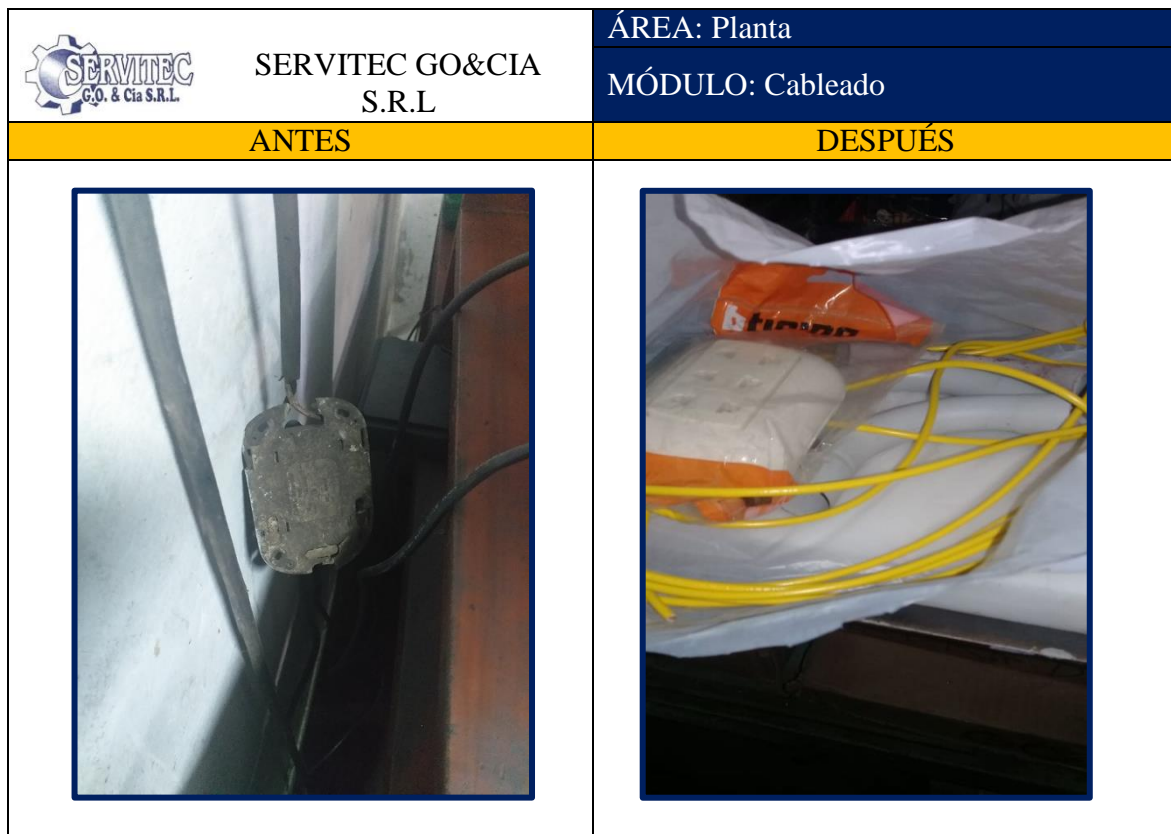 SERVITEC
G.O. & Cia S.R.L.
SERVITEC GO&CIA
S.R.L
ÁREA: Planta
MÓDULO: Cableado
ANTES
DESPUÉS